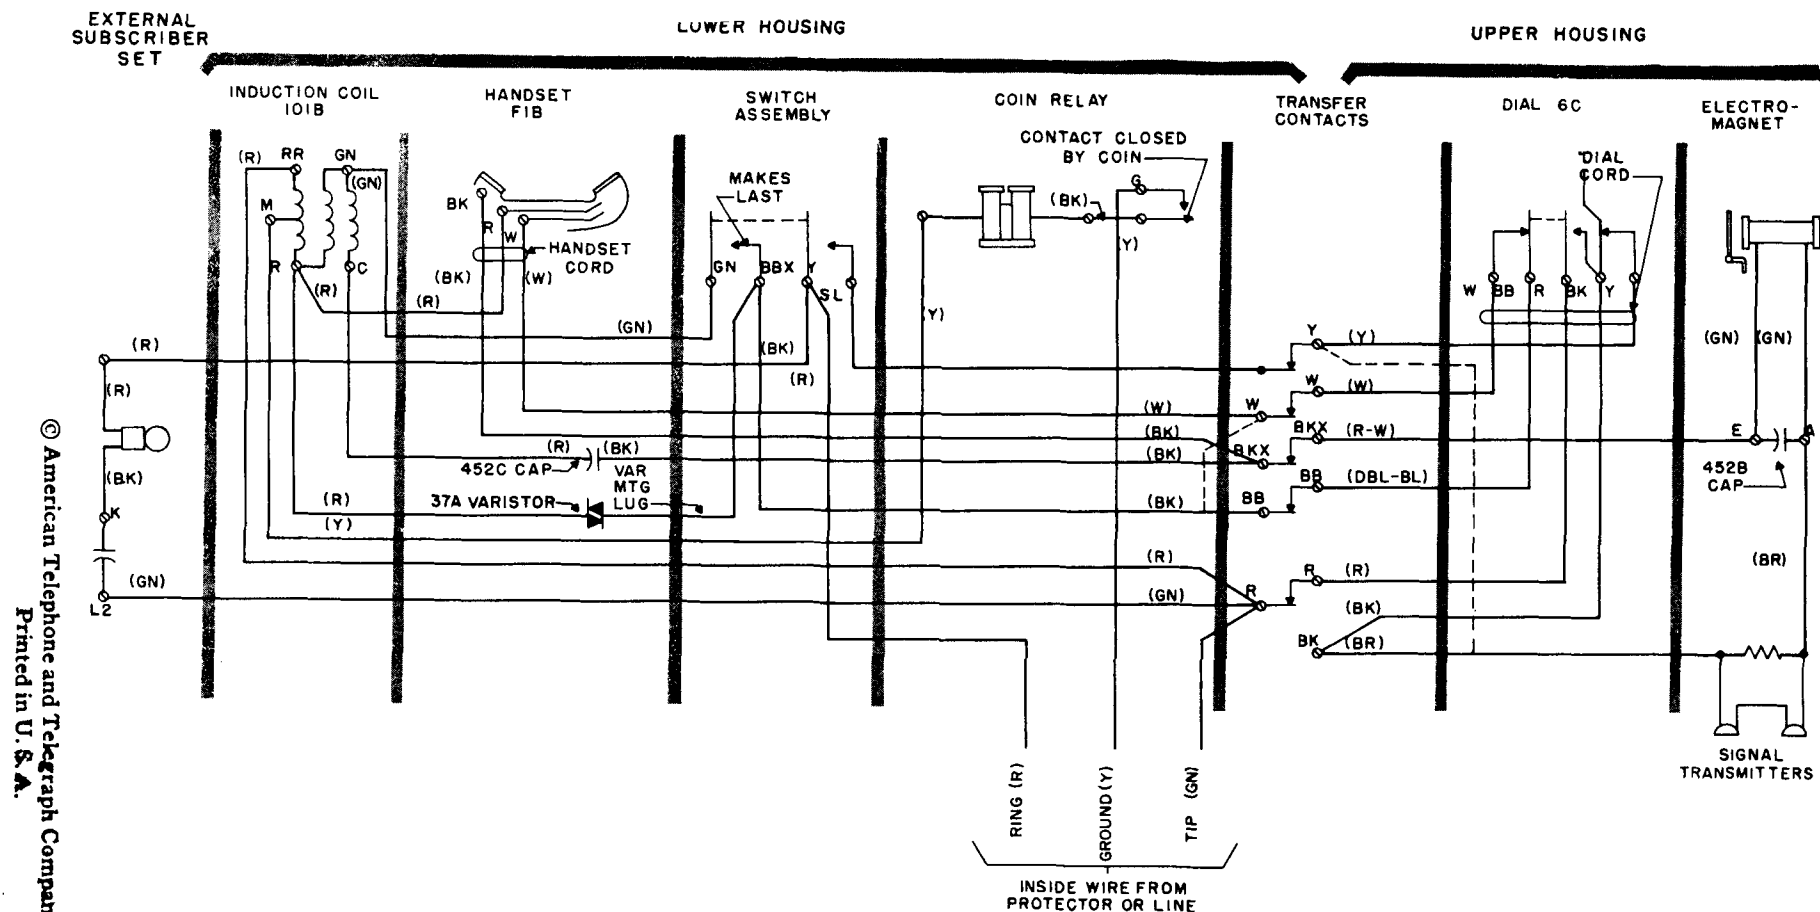 EXTERNAL
SUBSCRIBER
SET
LOWER HOUSING
UPPER HOUSING
INDUCTION COIL
101B
HANDSET
F1B
SWITCH
ASSEMBLY
COIN RELAY
TRANSFER
CONTACTS
DIAL 6C
ELECTRO-
MAGNET
CONTACT CLOSED
BY COIN
DIAL
CORD
MAKES
LAST
HANDSET
CORD
(R)
RR
GN
(GN)
M
R
C
(R)
BK
R
W
(BK)
(W)
(R)
GN
BBX
Y
SL
(GN)
(BK)
(R)
(Y)
(BK)
G
(Y)
W
BB
R
BK
Y
(GN)
(GN)
(R)
(R)
(BK)
K
(GN)
L2
Y
(Y)
W
(W)
(W)
W
BKX
(R-W)
(BK)
(BK)
BKX
BB
(DBL-BL)
(BK)
BB
E
A
452B
CAP
(R)
(BK)
452C CAP
VAR
MTG
LUG
37A VARISTOR
(R)
(Y)
(R)
(GN)
R
R
(R)
(BK)
BK
(BR)
(BR)
SIGNAL
TRANSMITTERS
RING (R)
GROUND (Y)
TIP (GN)
INSIDE WIRE FROM
PROTECTOR OR LINE
© American Telephone and Telegraph Compan
Printed in U. S. A.